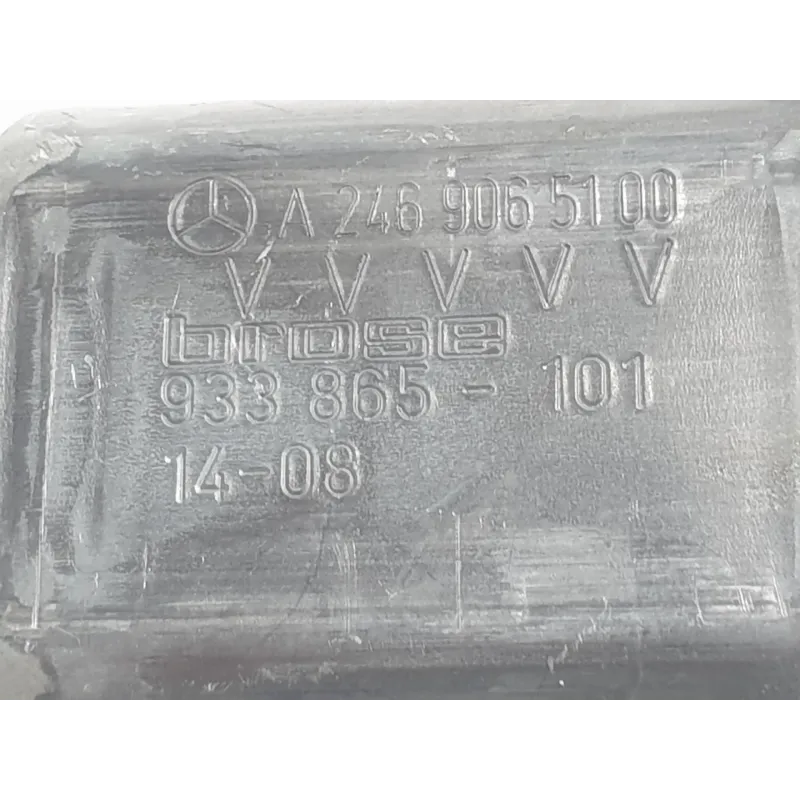 A 246 906 51 00
V V V V V
brose
933 865 - 101
14-08